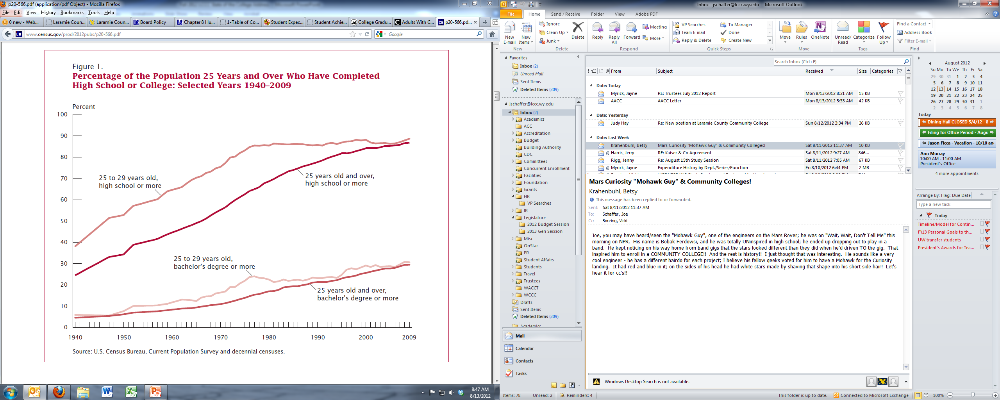 p20-566.pdf (application/pdf Object) - Mozilla Firefox
File Edit View History Bookmarks Tools Help
0 new - Web...
Laramie Coun...
Laramie Coun...
Board Policy
Chapter 8 Hu...
1-Table of Co...
Student Expec...
Student Achie...
College Gradu...
Adults With C...
p20-566.pd...
www.census.gov/prod/2012pubs/p20-566.pdf
Google
Figure 1.
Percentage of the Population 25 Years and Over Who Have Completed
High School or College: Selected Years 1940–2009
Percent
100
90
80
70
60
50
40
30
20
10
0
25 to 29 years old,
high school or more
25 years old and over,
high school or more
25 to 29 years old,
bachelor's degree or more
25 years old and over,
bachelor's degree or more
1940 1950 1960 1970 1980 1990 2000 2009
Source: U.S. Census Bureau, Current Population Survey and decennial censuses.
8:47 AM
8/13/2012
Inbox - jschaffer@lccc.wy.edu - Microsoft Outlook
File Home Send / Receive Folder View Adobe PDF
New E-mail
New Items
New
Ignore
Clean Up
Junk
Delete
Delete
Reply
Reply All
Forward
Meeting
More
Respond
VP Searches
Team E-mail
Reply & Delete
To Manager
Done
Create New
Quick Steps
Move
Rules
OneNote
Move
Unread/ Read
Categorize
Follow Up
Tags
Find a Contact
Address Book
Filter E-mail
Find
Favorites
Inbox (2)
Unread Mail
Sent Items
Deleted Items (309)
jschaffer@lccc.wy.edu
Inbox (2)
Academics
ACC
Accreditation
Budget
Building Authority
CDC
Committees
Concurrent Enrollment
Facilities
Foundation
Grants
HR
VP Searches
IR
Legislature
2012 Budget Session
2013 Gen Session
Misc
OnStar
PR
Student Affairs
Students
Travel
Trustees
WACCT
WCCC
Drafts
Sent Items
Deleted Items (309)
Academics
Mail
Calendar
Contacts
Tasks
Search Inbox (Ctrl+E)
From Subject Received Size Categories
Date: Today
Myrick, Jayne RE: Trustees July 2012 Report Mon 8/13/2012 8:21 AM 15 KB
AACC AACC Letter Mon 8/13/2012 5:33 AM 42 KB
Date: Yesterday
Judy Hay Re: New postion at Laramie County Community College Sun 8/12/2012 3:34 PM 26 KB
Date: Last Week
Krahenbuhl, Betsy Mars Curiosity "Mohawk Guy" & Community Colleges! Sat 8/11/2012 11:37 AM 10 KB
Harris, Jerry RE: Kaiser & Co Agreement Sat 8/11/2012 9:27 AM 846...
Rigg, Jenny Re: August 15th Study Session Sat 8/11/2012 7:05 AM 67 KB
Myrick, Jayne Expenditure History by Dept./Series/Function Fri 8/10/2012 6:44 PM 2 MB
Mars Curiosity "Mohawk Guy" & Community Colleges!
Krahenbuhl, Betsy
This message has been replied to or forwarded.
Sent: Sat 8/11/2012 11:37 AM
To: Schaffer, Joe
Cc: Boreing, Vicki
Joe, you may have heard/seen the "Mohawk Guy", one of the engineers on the Mars Rover; he was on "Wait, Wait, Don't Tell Me" this
morning on NPR. His name is Bobak Ferdowsi, and he was totally UNinspired in high school; he ended up dropping out to play in a
band. He kept noticing on his way home from band gigs that the stars looked different than they did when he'd driven TO the gig. That
inspired him to enroll in a COMMUNITY COLLEGE!! And the rest is history!! I just thought that was interesting. He sounds like a very
cool engineer - he has a different hairdo for each project; I believe his fellow geeks voted for him to have a Mohawk for the Curiosity
landing. It had red and blue in it; on the sides of his head he had white stars made by shaving that shape into his short side hair! Let's
hear it for cc's!!
Windows Desktop Search is not available.
August 2012
Su Mo Tu We Th Fr Sa
29 30 31 1 2 3 4
5 6 7 8 9 10 11
12 13 14 15 16 17 18
19 20 21 22 23 24 25
26 27 28 29 30 31 1
2 3 4 5 6 7 8
Today
Dining Hall CLOSED 5/4/12 - 8
Filing for Office Period - Augu
Jason Ficca - Vacation - 10/10 an
Ann Murray
10:00 AM - 11:00 AM
President's Office
4 more appointments
Arrange By: Flag: Due Date
Type a new task
Today
Timeline/Model for Contin...
FY13 Personal Goals to th...
UW transfer students
President's Awards for Tea...
Items: 78 Unread: 2 Reminders: 4
This folder is up to date. Connected to Microsoft Exchange 100%